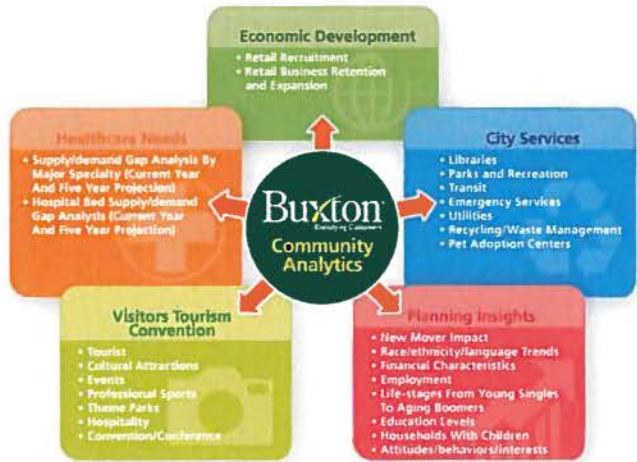 Economic Development
• Retail Recruitment
• Retail Business Retention
and Expansion
Healthcare Needs
• Supply/demand Gap Analysis By
Major Specialty (Current Year
And Five Year Projection)
• Hospital Bed Supply/demand
Gap Analysis (Current Year
And Five Year Projection)
City Services
• Libraries
• Parks and Recreation
• Transit
• Emergency Services
• Utilities
• Recycling/Waste Management
• Pet Adoption Centers
Buxton
Identifying Customers
Community
Analytics
Visitors Tourism
Convention
• Tourist
• Cultural Attractions
• Events
• Professional Sports
• Theme Parks
• Hospitality
• Convention/Conference
Planning Insights
• New Mover Impact
• Race/ethnicity/language Trends
• Financial Characteristics
• Employment
• Life-stages From Young Singles
To Aging Boomers
• Education Levels
• Households With Children
• Attitudes/behaviors/interests